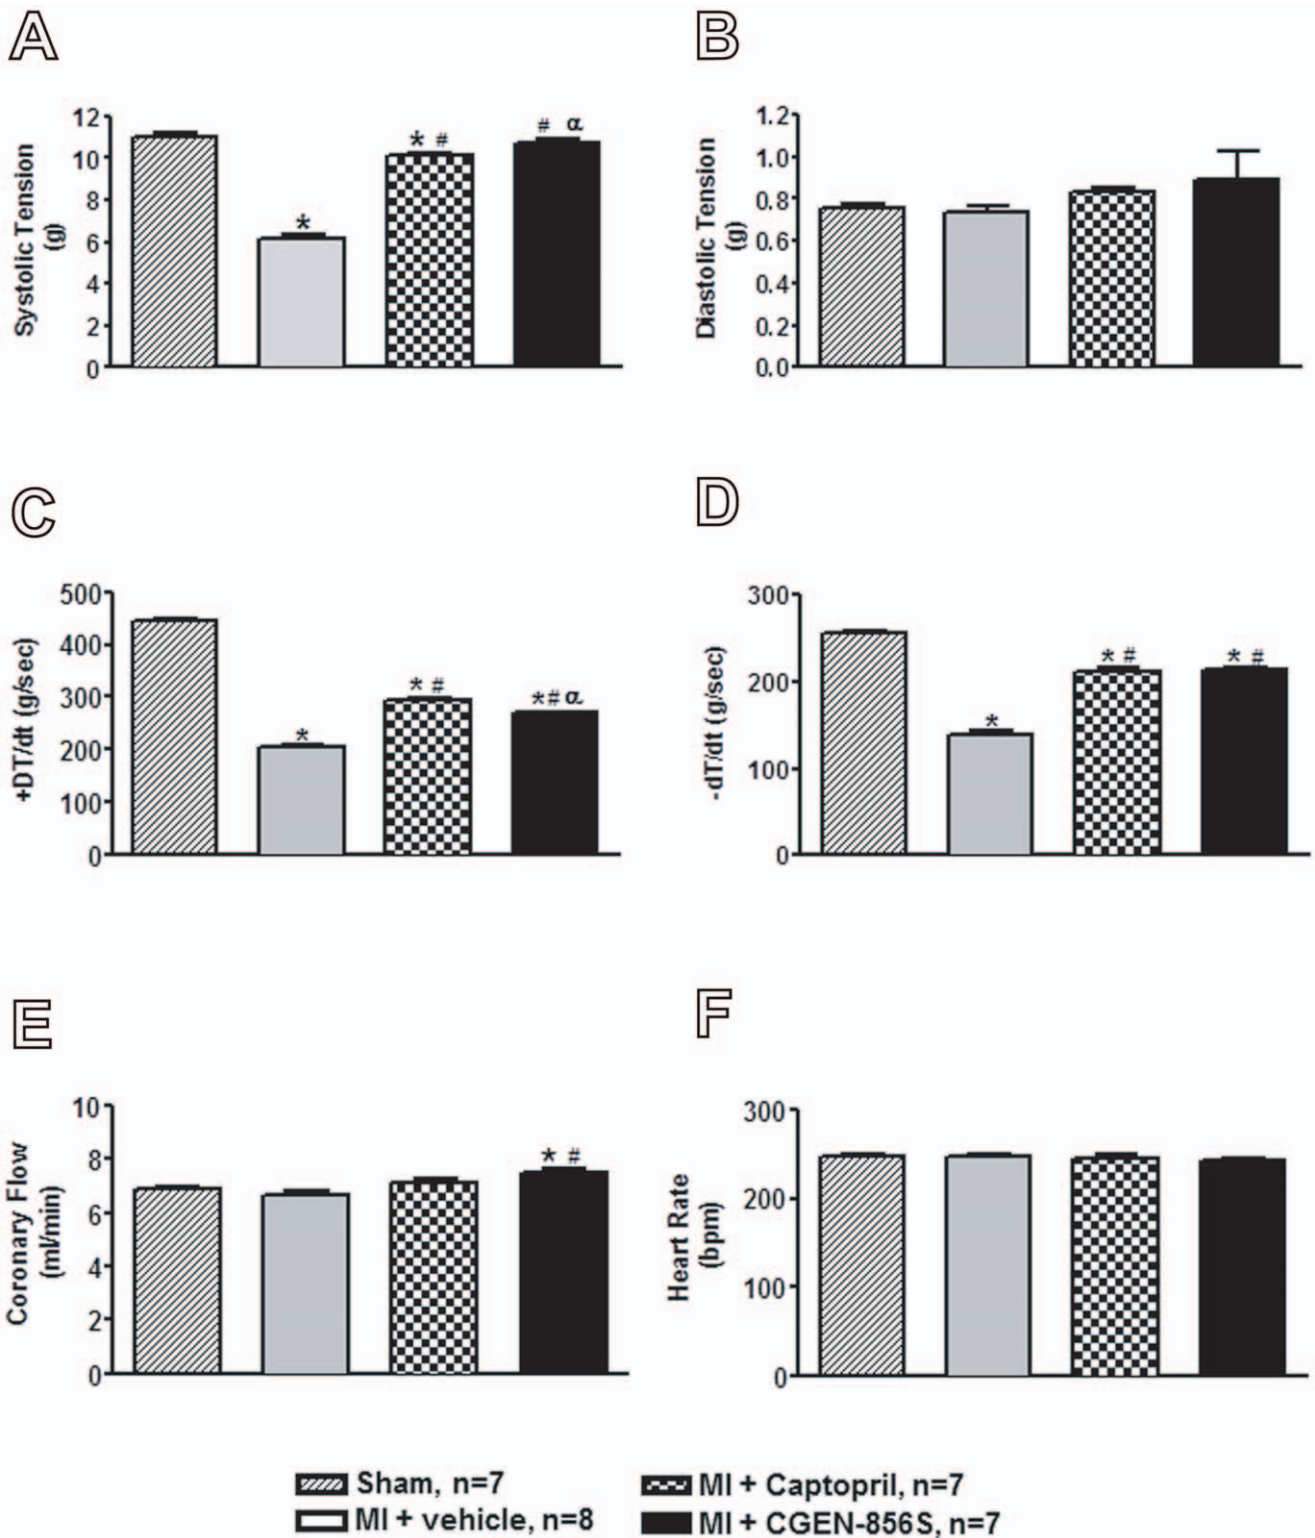 A
B
12
10
8
6
4
2
0
Systolic Tension
(g)
*
* #
# α
1.2
1.0
0.8
0.6
0.4
0.2
0.0
Diastolic Tension
(g)
C
D
500
400
300
200
100
0
+DT/dt (g/sec)
*
* #
*# α
300
200
100
0
-dT/dt (g/sec)
*
* #
* #
E
F
10
8
6
4
2
0
Coronary Flow
(ml/min)
* #
300
200
100
0
Heart Rate
(bpm)
Sham, n=7
MI + Captopril, n=7
MI + vehicle, n=8
MI + CGEN-856S, n=7